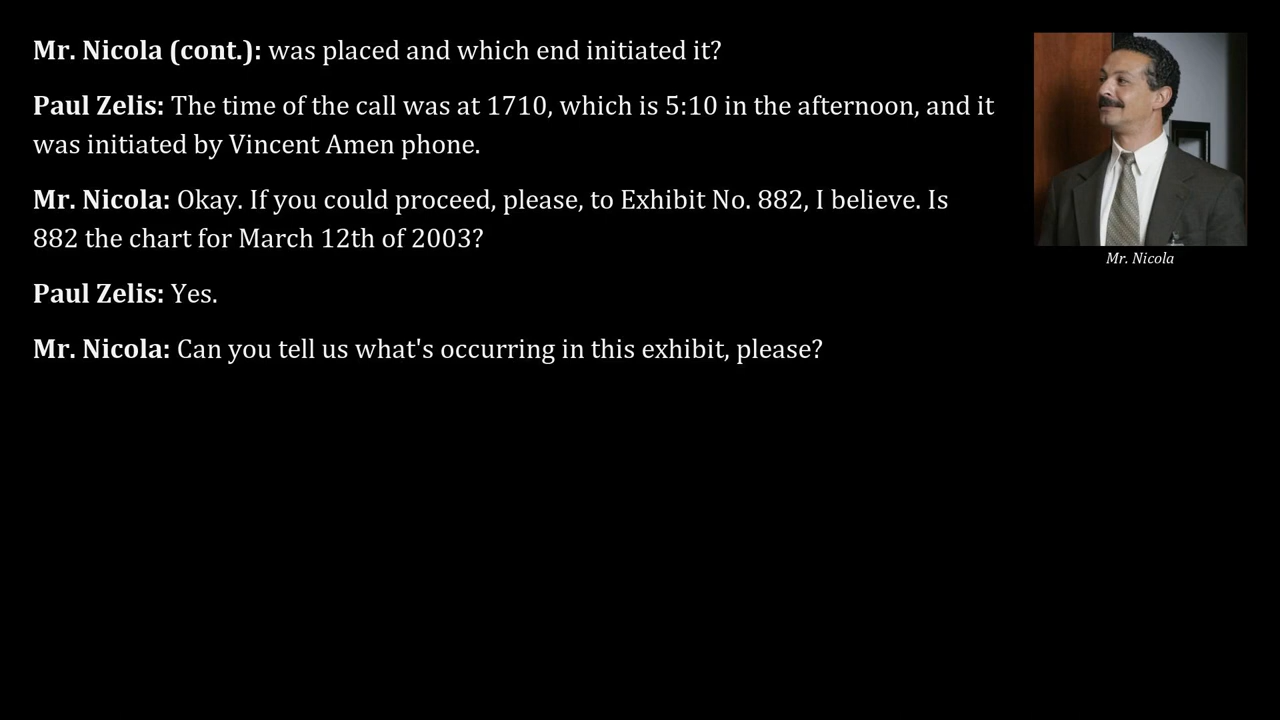 Mr. Nicola (cont.): was placed and which end initiated it?
Paul Zelis: The time of the call was at 1710, which is 5:10 in the afternoon, and it
was initiated by Vincent Amen phone.
Mr. Nicola: Okay. If you could proceed, please, to Exhibit No. 882, I believe. Is
882 the chart for March 12th of 2003?
Paul Zelis: Yes.
Mr. Nicola: Can you tell us what's occurring in this exhibit, please?
Mr. Nicola